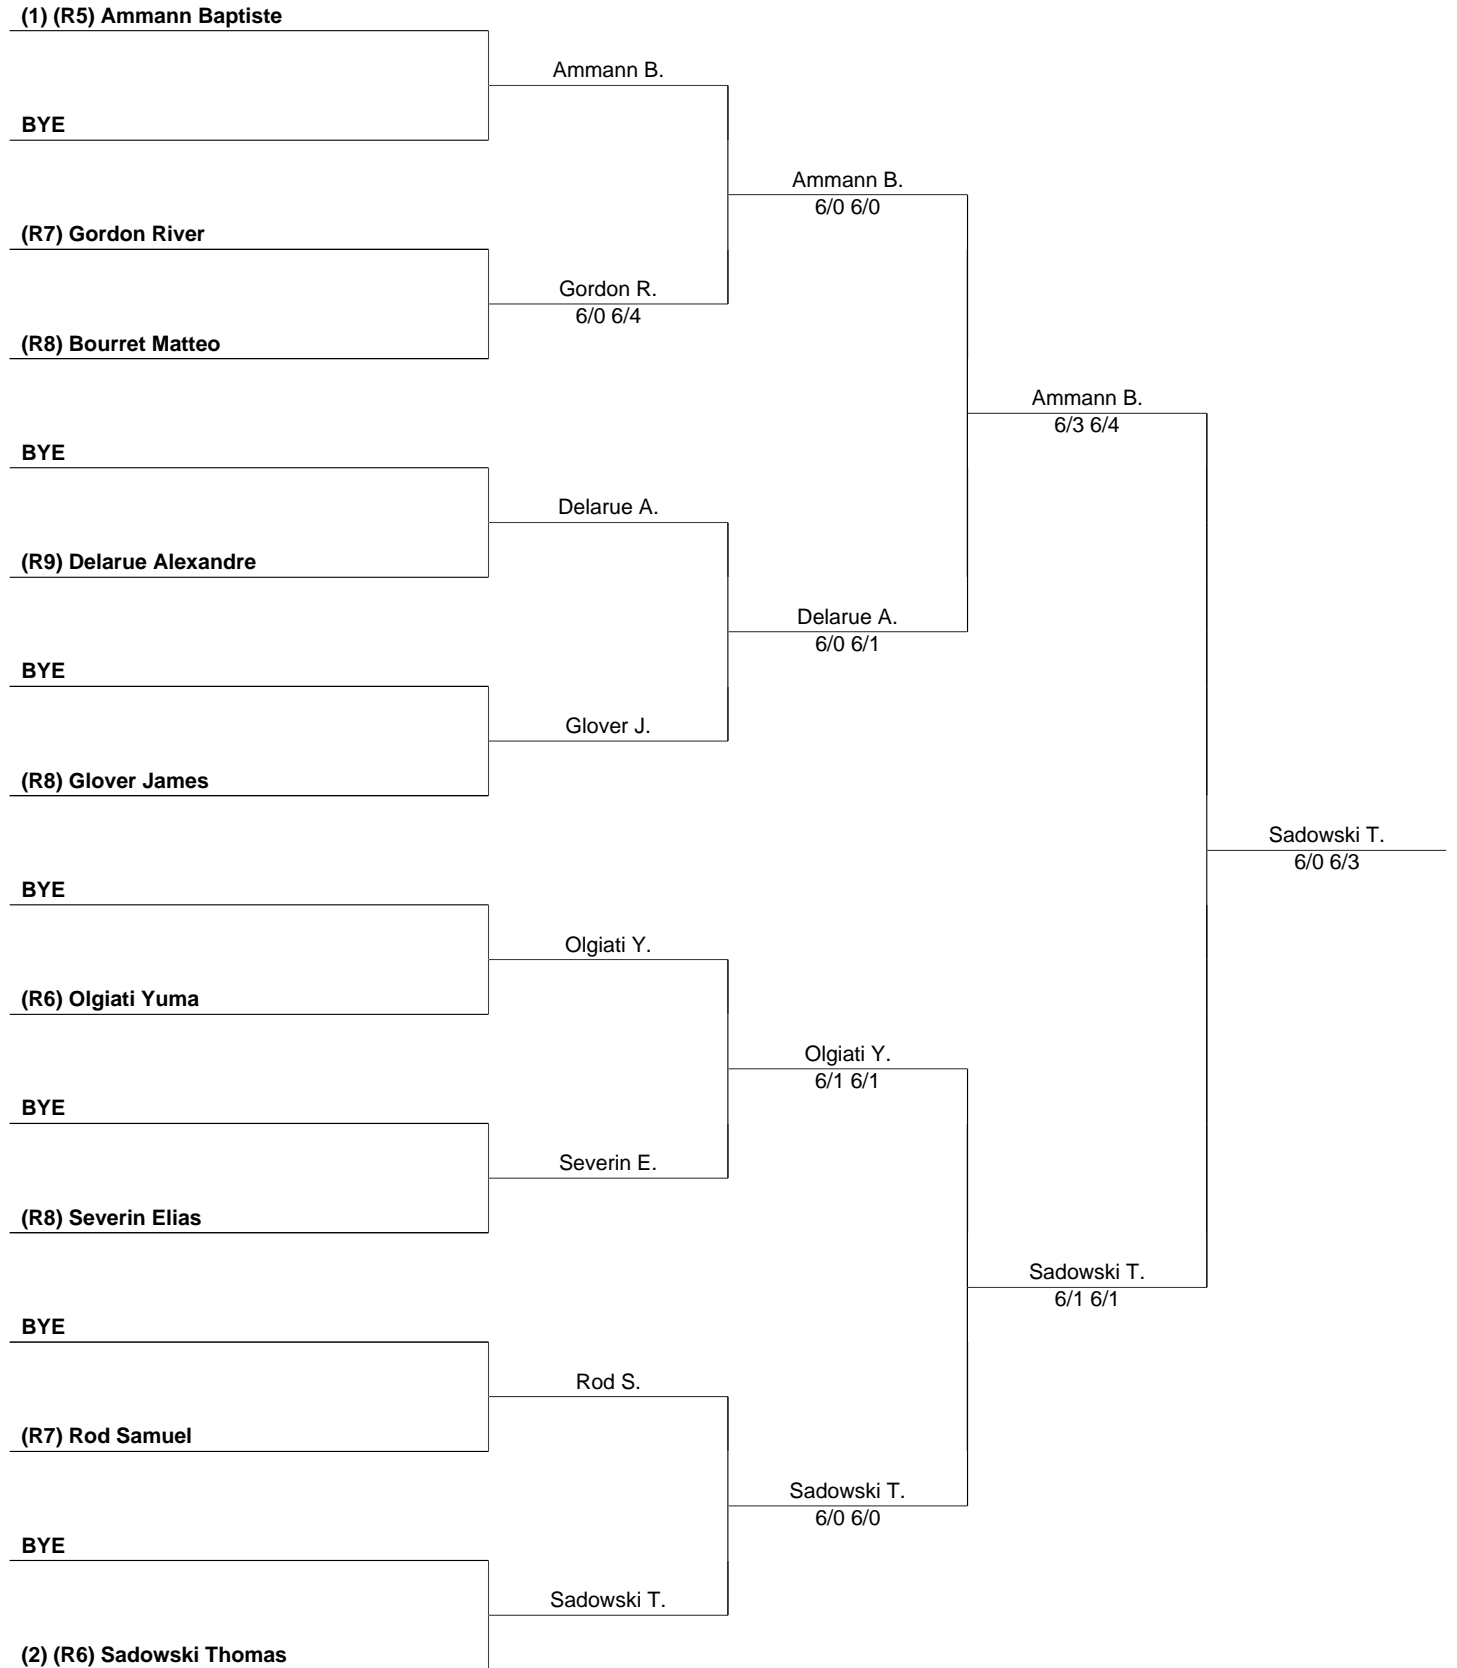 (1) (R5) Ammann Baptiste
Ammann B.
BYE
Ammann B.
6/0 6/0
(R7) Gordon River
Gordon R.
6/0 6/4
(R8) Bourret Matteo
Ammann B.
6/3 6/4
BYE
Delarue A.
(R9) Delarue Alexandre
Delarue A.
6/0 6/1
BYE
Glover J.
(R8) Glover James
Sadowski T.
6/0 6/3
BYE
Olgiati Y.
(R6) Olgiati Yuma
Olgiati Y.
6/1 6/1
BYE
Severin E.
(R8) Severin Elias
Sadowski T.
6/1 6/1
BYE
Rod S.
(R7) Rod Samuel
Sadowski T.
6/0 6/0
BYE
Sadowski T.
(2) (R6) Sadowski Thomas